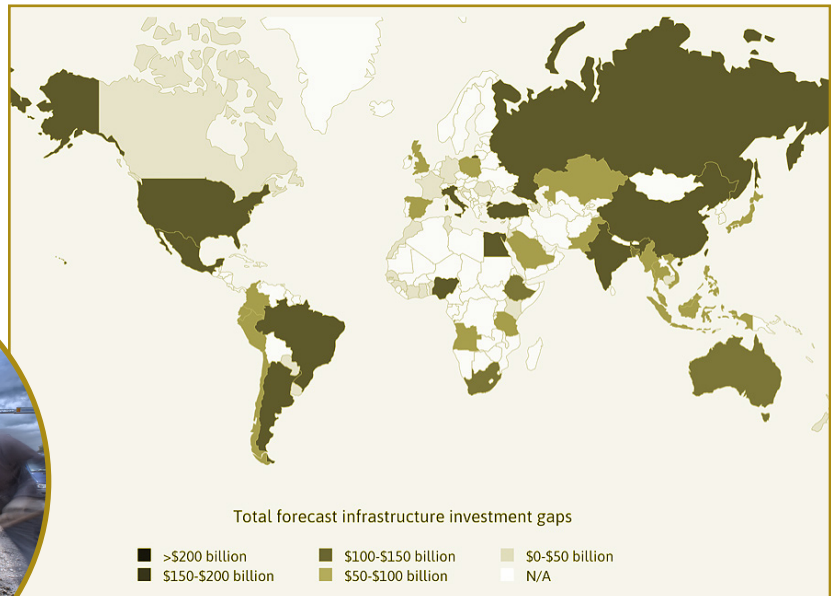 Total forecast infrastructure investment gaps
>$200 billion
$150-$200 billion
$100-$150 billion
$50-$100 billion
$0-$50 billion
N/A